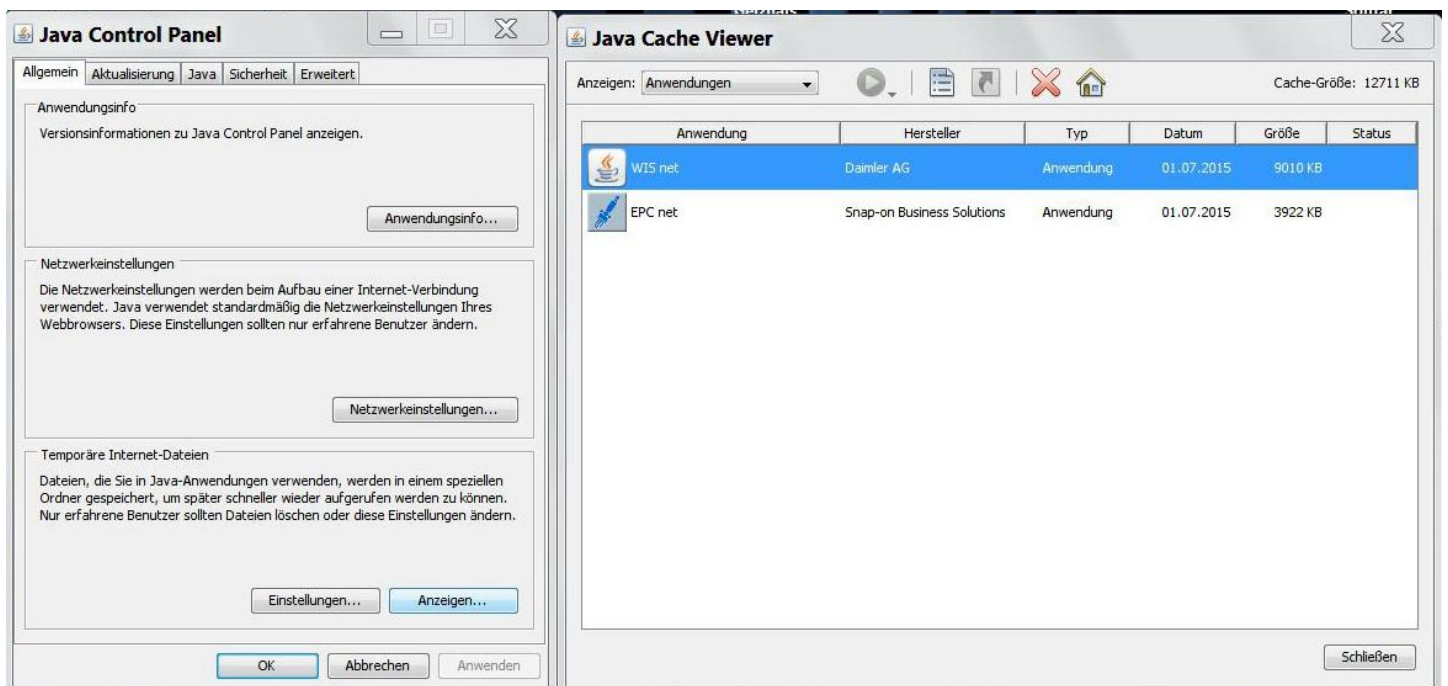 Java Control Panel
Allgemein Aktualisierung Java Sicherheit Erweitert
Anwendungsinfo
Versionsinformationen zu Java Control Panel anzeigen.
Anwendungsinfo...
Netzwerkeinstellungen
Die Netzwerkeinstellungen werden beim Aufbau einer Internet-Verbindung
verwendet. Java verwendet standardmäßig die Netzwerkeinstellungen Ihres
Webbrowsers. Diese Einstellungen sollten nur erfahrene Benutzer ändern.
Netzwerkeinstellungen...
Temporäre Internet-Dateien
Dateien, die Sie in Java-Anwendungen verwenden, werden in einem speziellen
Ordner gespeichert, um später schneller wieder aufgerufen werden zu können.
Nur erfahrene Benutzer sollten Dateien löschen oder diese Einstellungen ändern.
Einstellungen... Anzeigen...
OK Abbrechen Anwenden
Java Cache Viewer
Anzeigen: Anwendungen Cache-Größe: 12711 KB
Anwendung Hersteller Typ Datum Größe Status
WIS net Daimler AG Anwendung 01.07.2015 9010 KB
EPC net Snap-on Business Solutions Anwendung 01.07.2015 3922 KB
Schließen